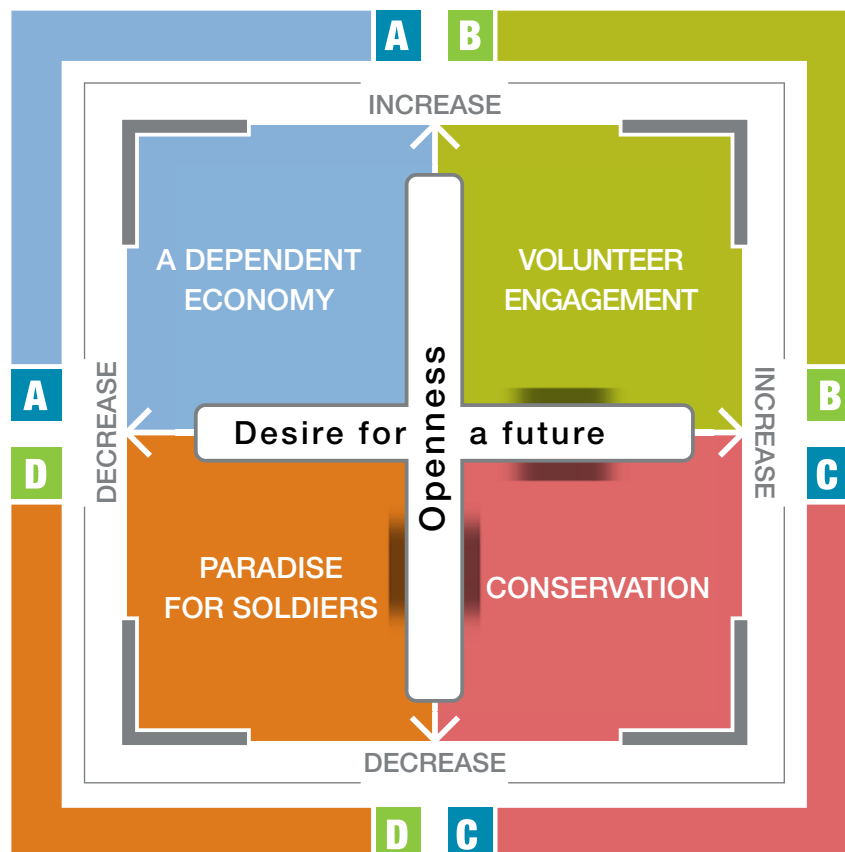 A B
INCREASE
A DEPENDENT
ECONOMY
VOLUNTEER
ENGAGEMENT
DECREASE
A
Openness
Desire for a future
INCREASE
B
D
C
PARADISE
FOR SOLDIERS
CONSERVATION
DECREASE
D C